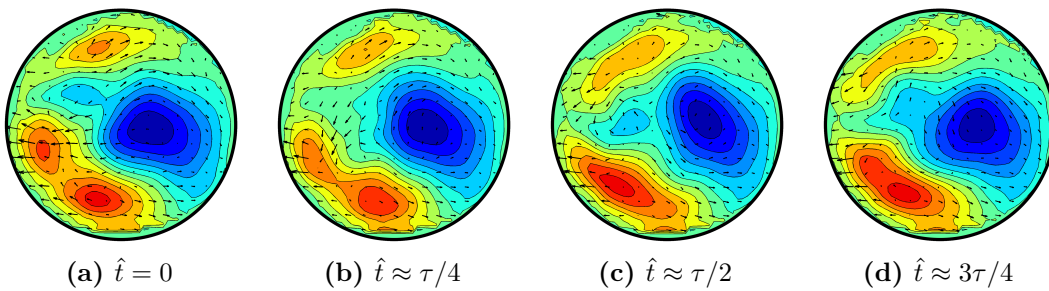 (a) t̂ = 0 (b) t̂ ≈ τ/4 (c) t̂ ≈ τ/2 (d) t̂ ≈ 3τ/4